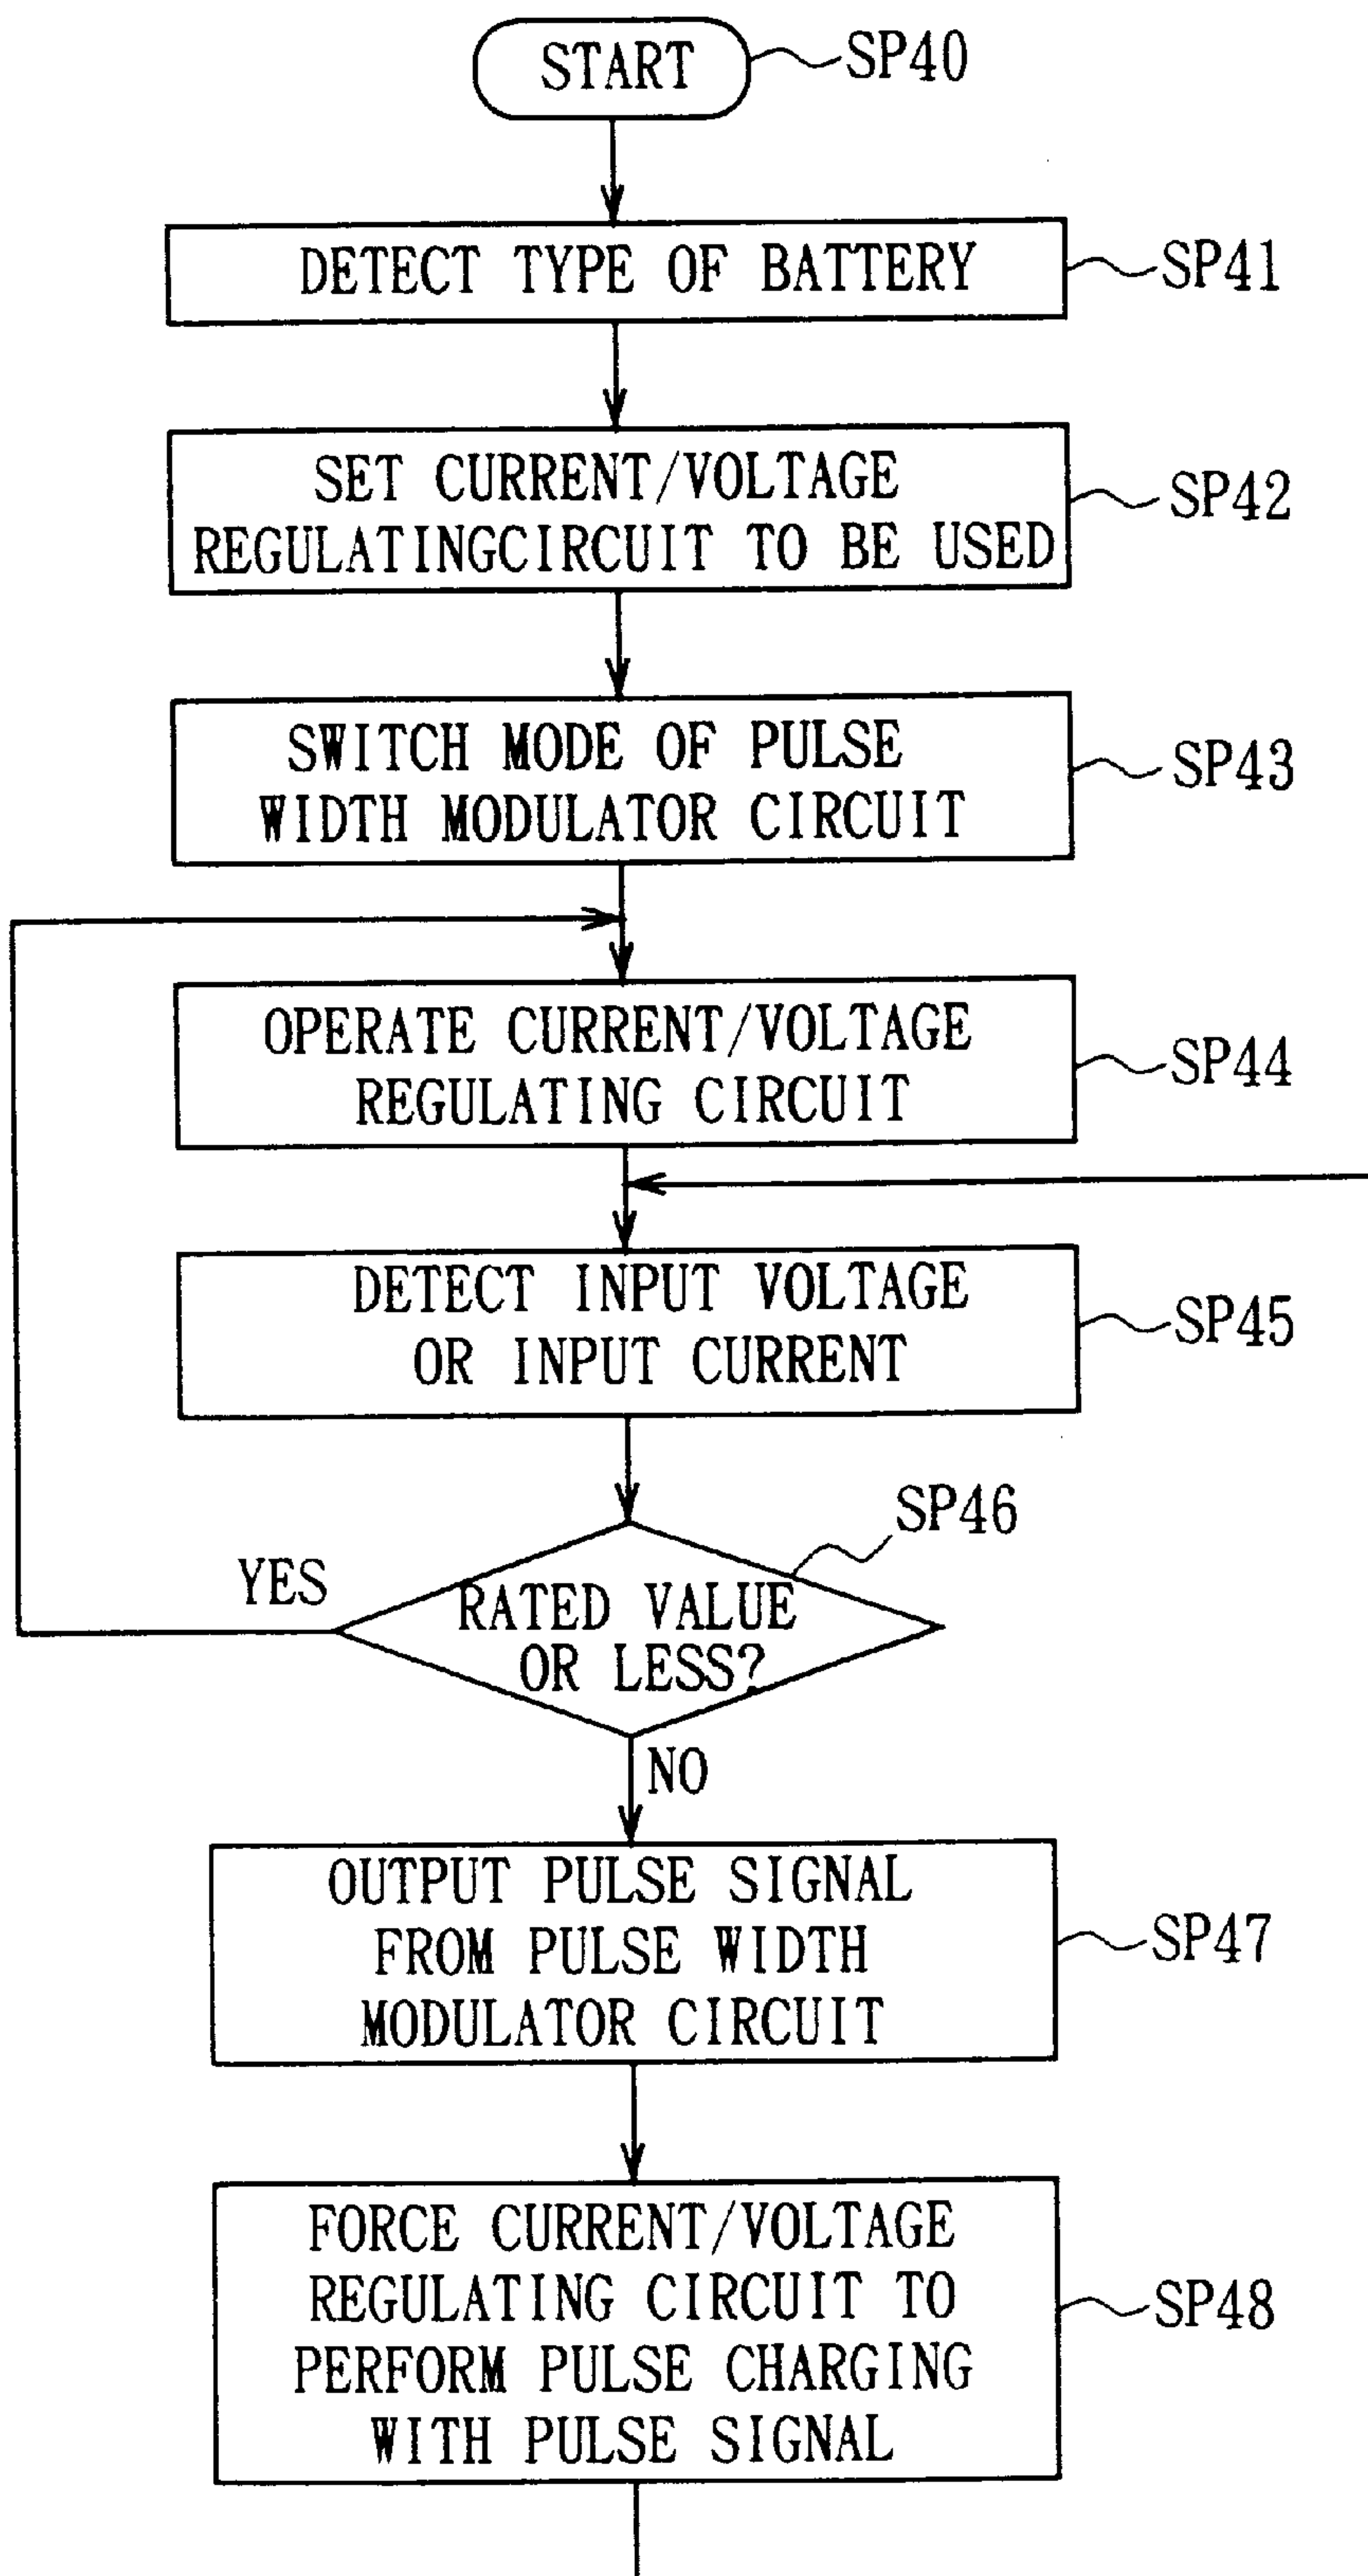 START
SP40
DETECT TYPE OF BATTERY
SP41
SET CURRENT/VOLTAGE
REGULATINGCIRCUIT TO BE USED
SP42
SWITCH MODE OF PULSE
WIDTH MODULATOR CIRCUIT
SP43
OPERATE CURRENT/VOLTAGE
REGULATING CIRCUIT
SP44
DETECT INPUT VOLTAGE
OR INPUT CURRENT
SP45
SP46
YES
RATED VALUE
OR LESS?
NO
OUTPUT PULSE SIGNAL
FROM PULSE WIDTH
MODULATOR CIRCUIT
SP47
FORCE CURRENT/VOLTAGE
REGULATING CIRCUIT TO
PERFORM PULSE CHARGING
WITH PULSE SIGNAL
SP48